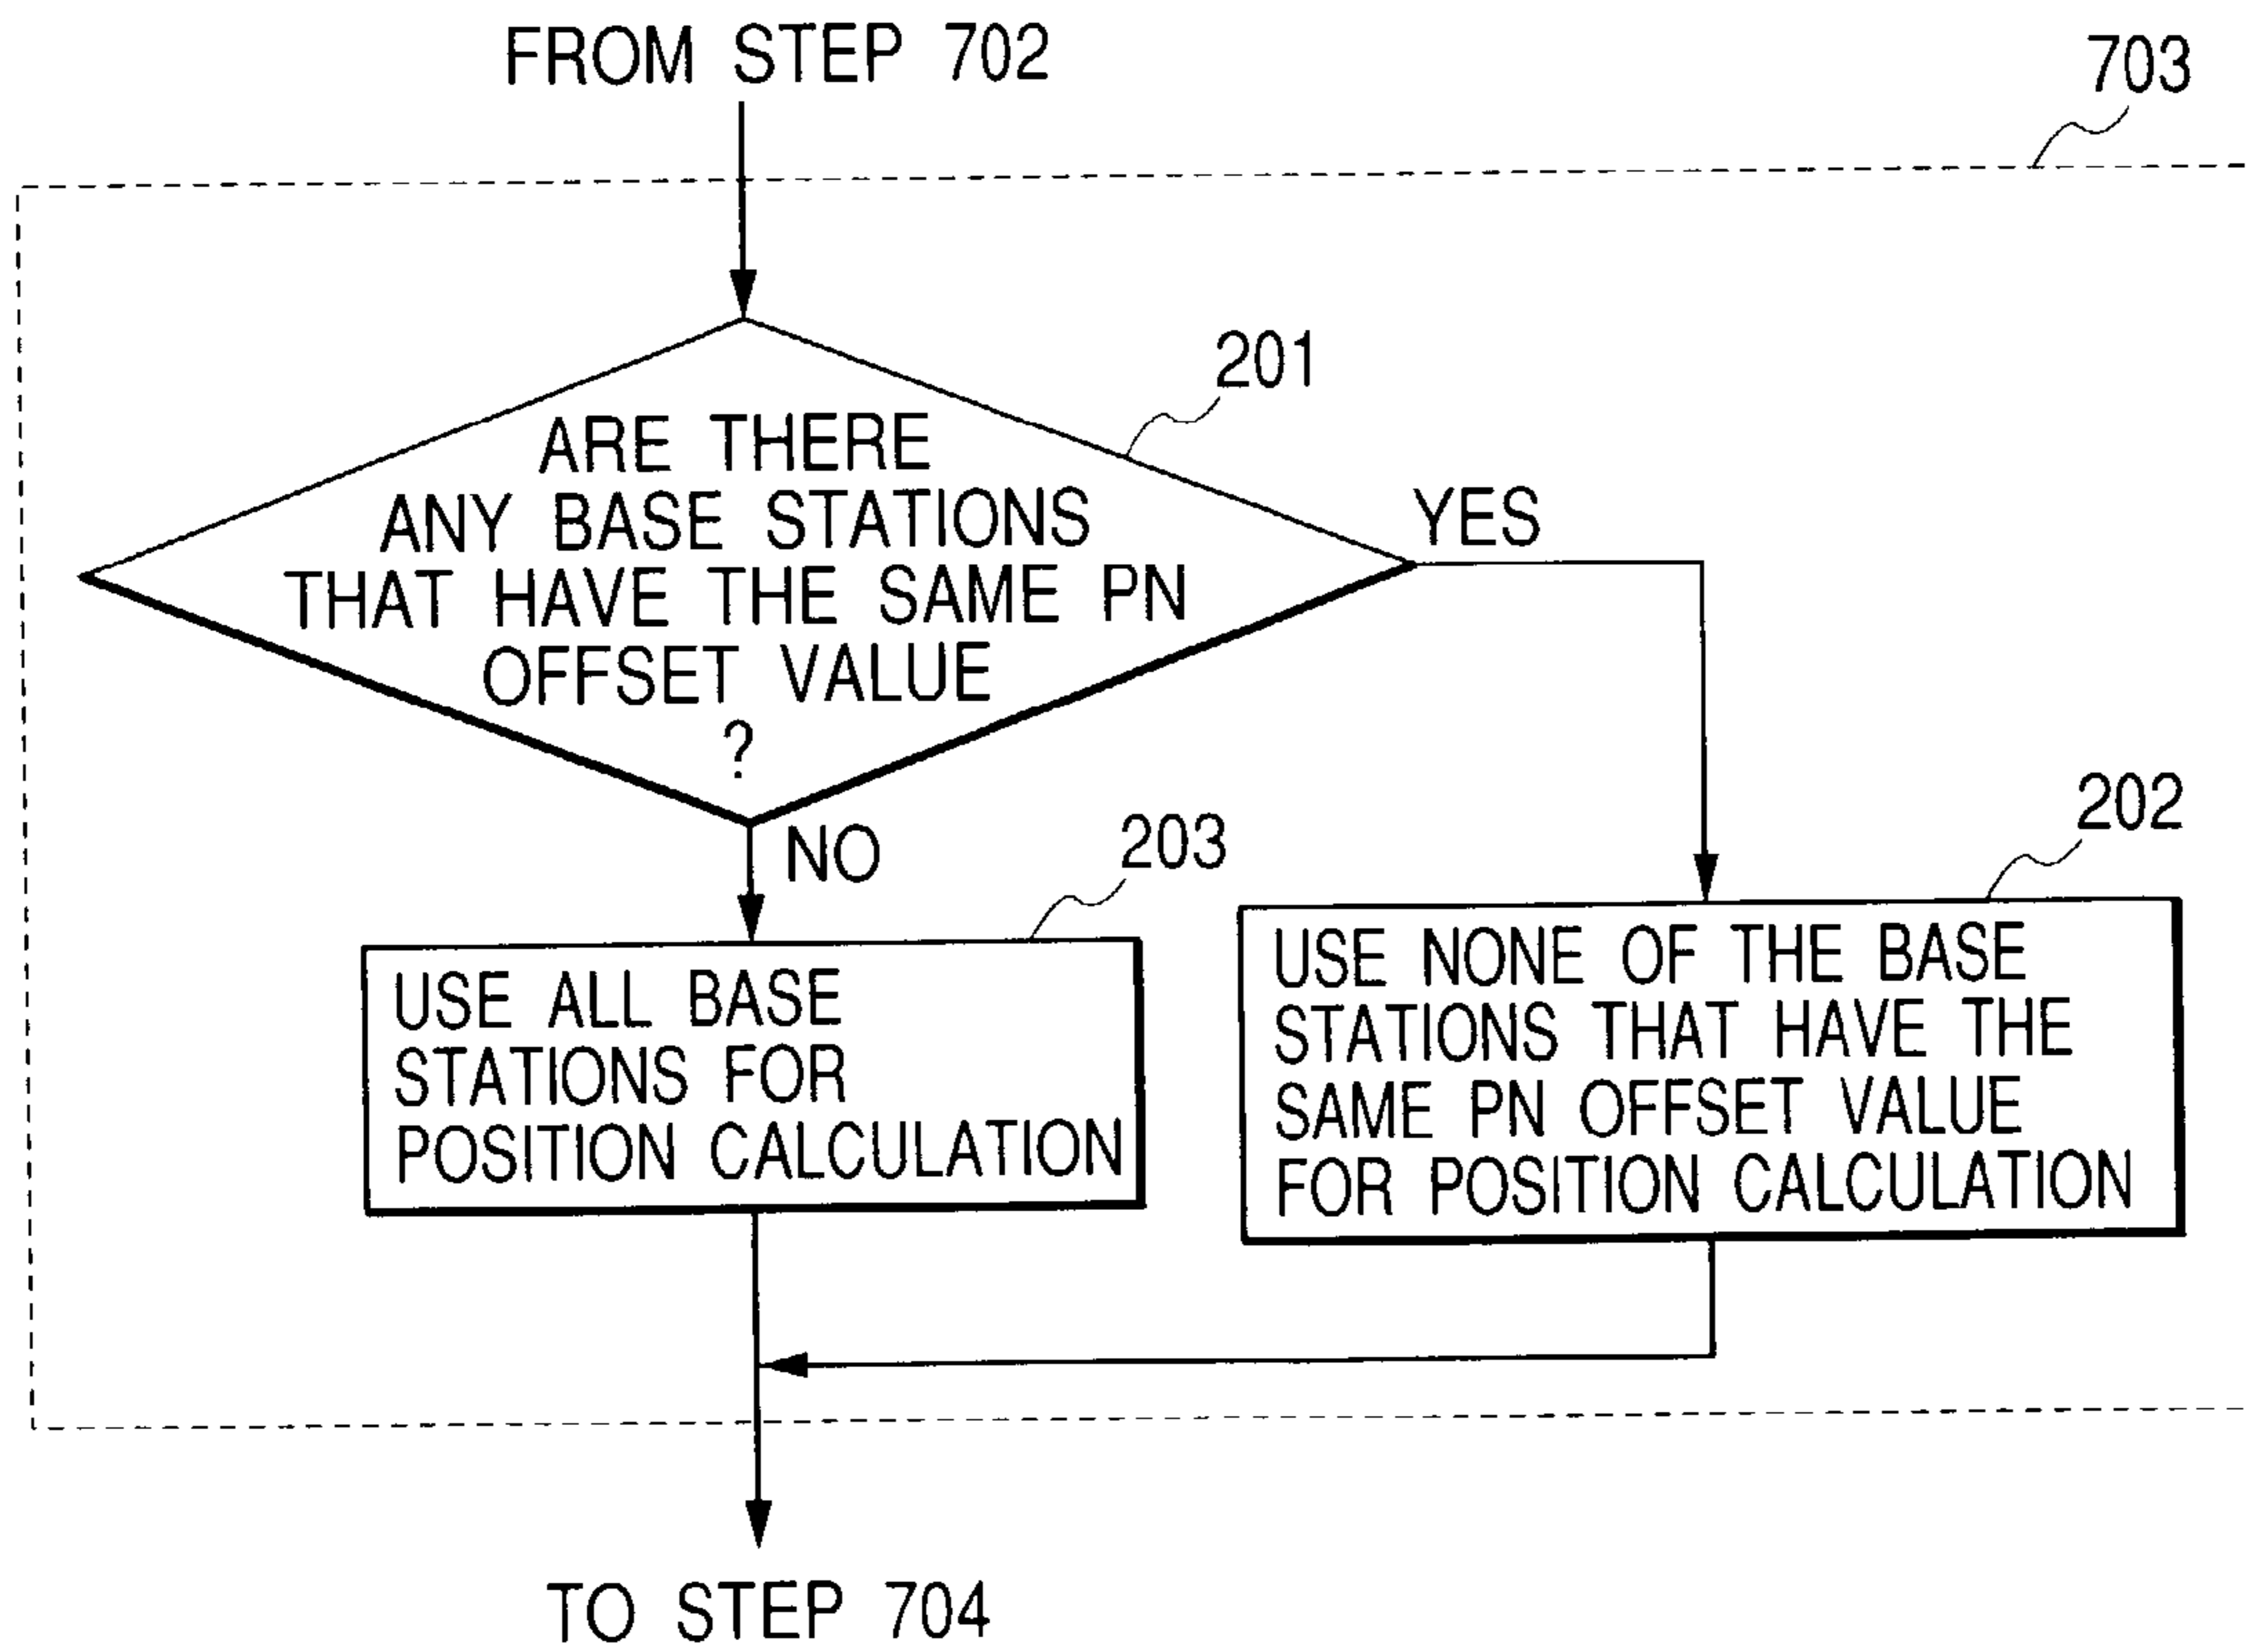 FROM STEP 702
703
201
ARE THERE
ANY BASE STATIONS
THAT HAVE THE SAME PN
OFFSET VALUE
?
YES
NO
203
USE ALL BASE
STATIONS FOR
POSITION CALCULATION
202
USE NONE OF THE BASE
STATIONS THAT HAVE THE
SAME PN OFFSET VALUE
FOR POSITION CALCULATION
TO STEP 704